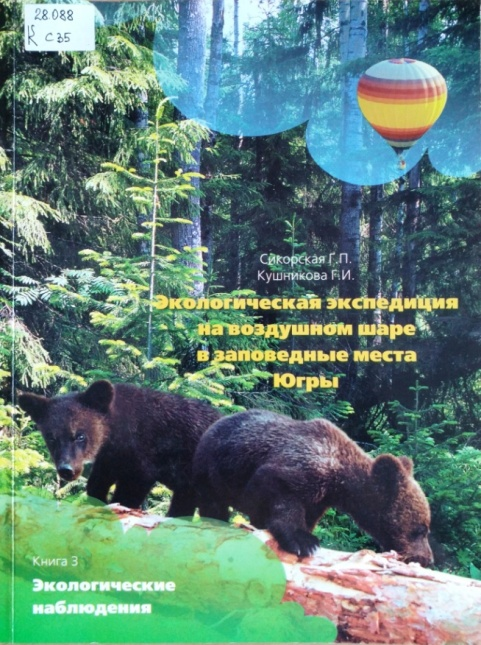 28.088
К С35
Сикорская Г.П.
Кушникова Г.И.
Экологическая экспедиция
на воздушном шаре
в заповедные места
Югры
Книга 3
Экологические
наблюдения